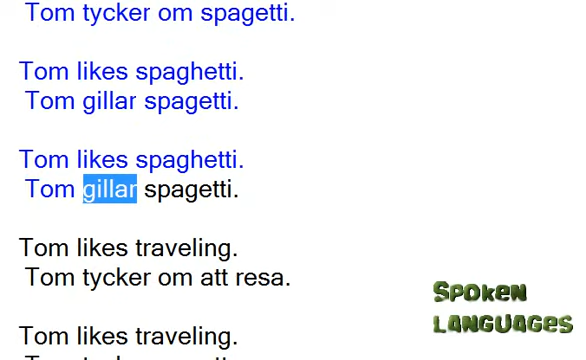 Tom tycker om spagetti.
Tom likes spaghetti.
Tom gillar spagetti.
Tom likes spaghetti.
Tom gillar spagetti.
Tom likes traveling.
Tom tycker om att resa.
Spoken
Languages
Tom likes traveling.